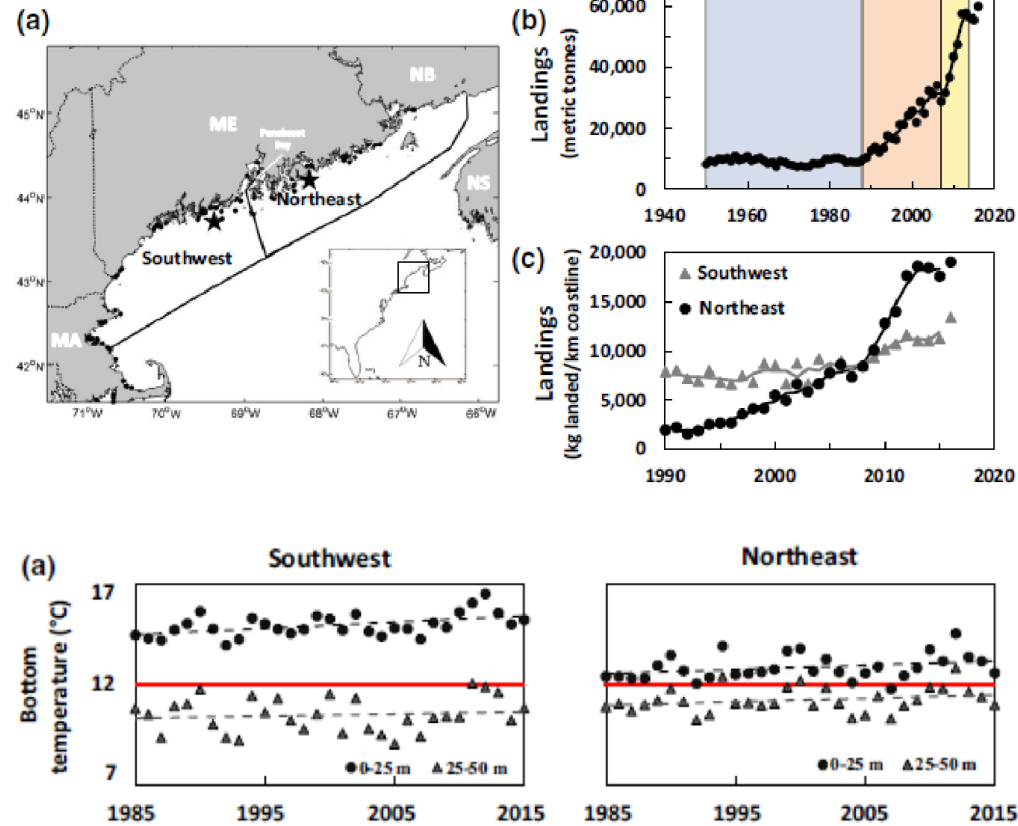 (a)
NB
45°N
ME
Penobscot
Bay
NS
44°N
Northeast
Southwest
43°N
MA
42°N
N
71°W
70°W
69°W
68°W
67°W
66°W
(b)
Landings
(metric tonnes)
60,000
40,000
20,000
0
1940
1960
1980
2000
2020
(c)
Landings
(kg landed/km coastline)
20,000
15,000
10,000
5,000
0
Southwest
Northeast
1990
2000
2010
2020
(a)
Southwest
Northeast
Bottom
temperature (°C)
17
12
7
0-25 m
25-50 m
0-25 m
25-50 m
1985
1995
2005
2015
1985
1995
2005
2015